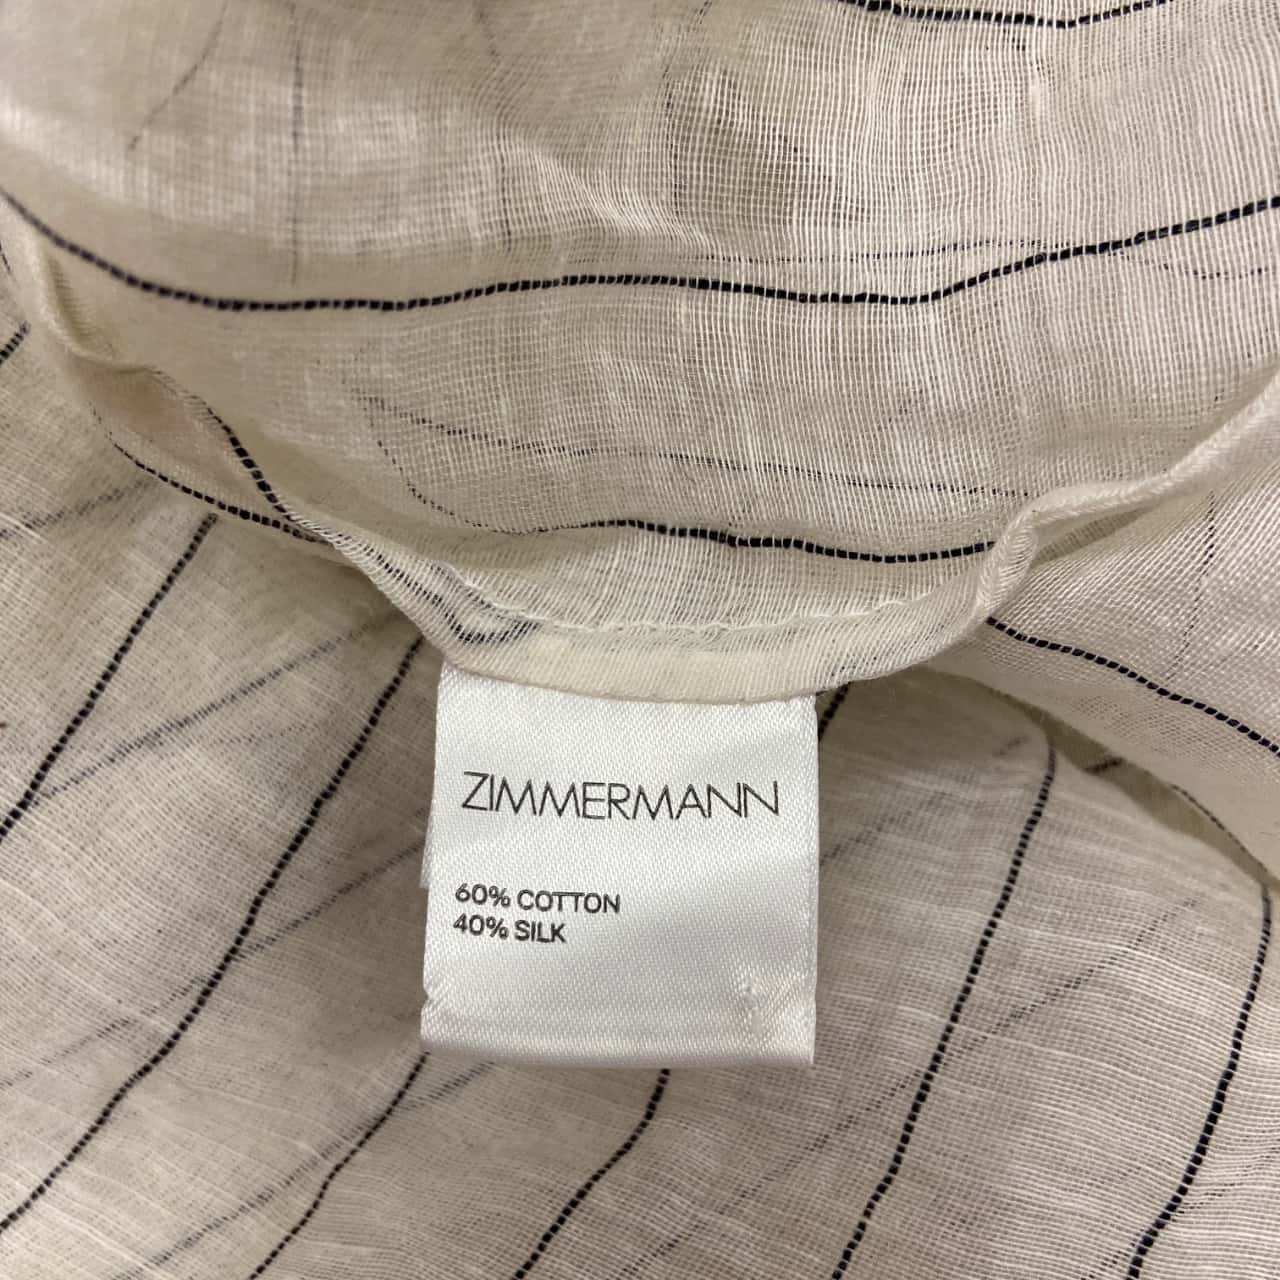 ZIMMERMANN
60% COTTON
40% SILK